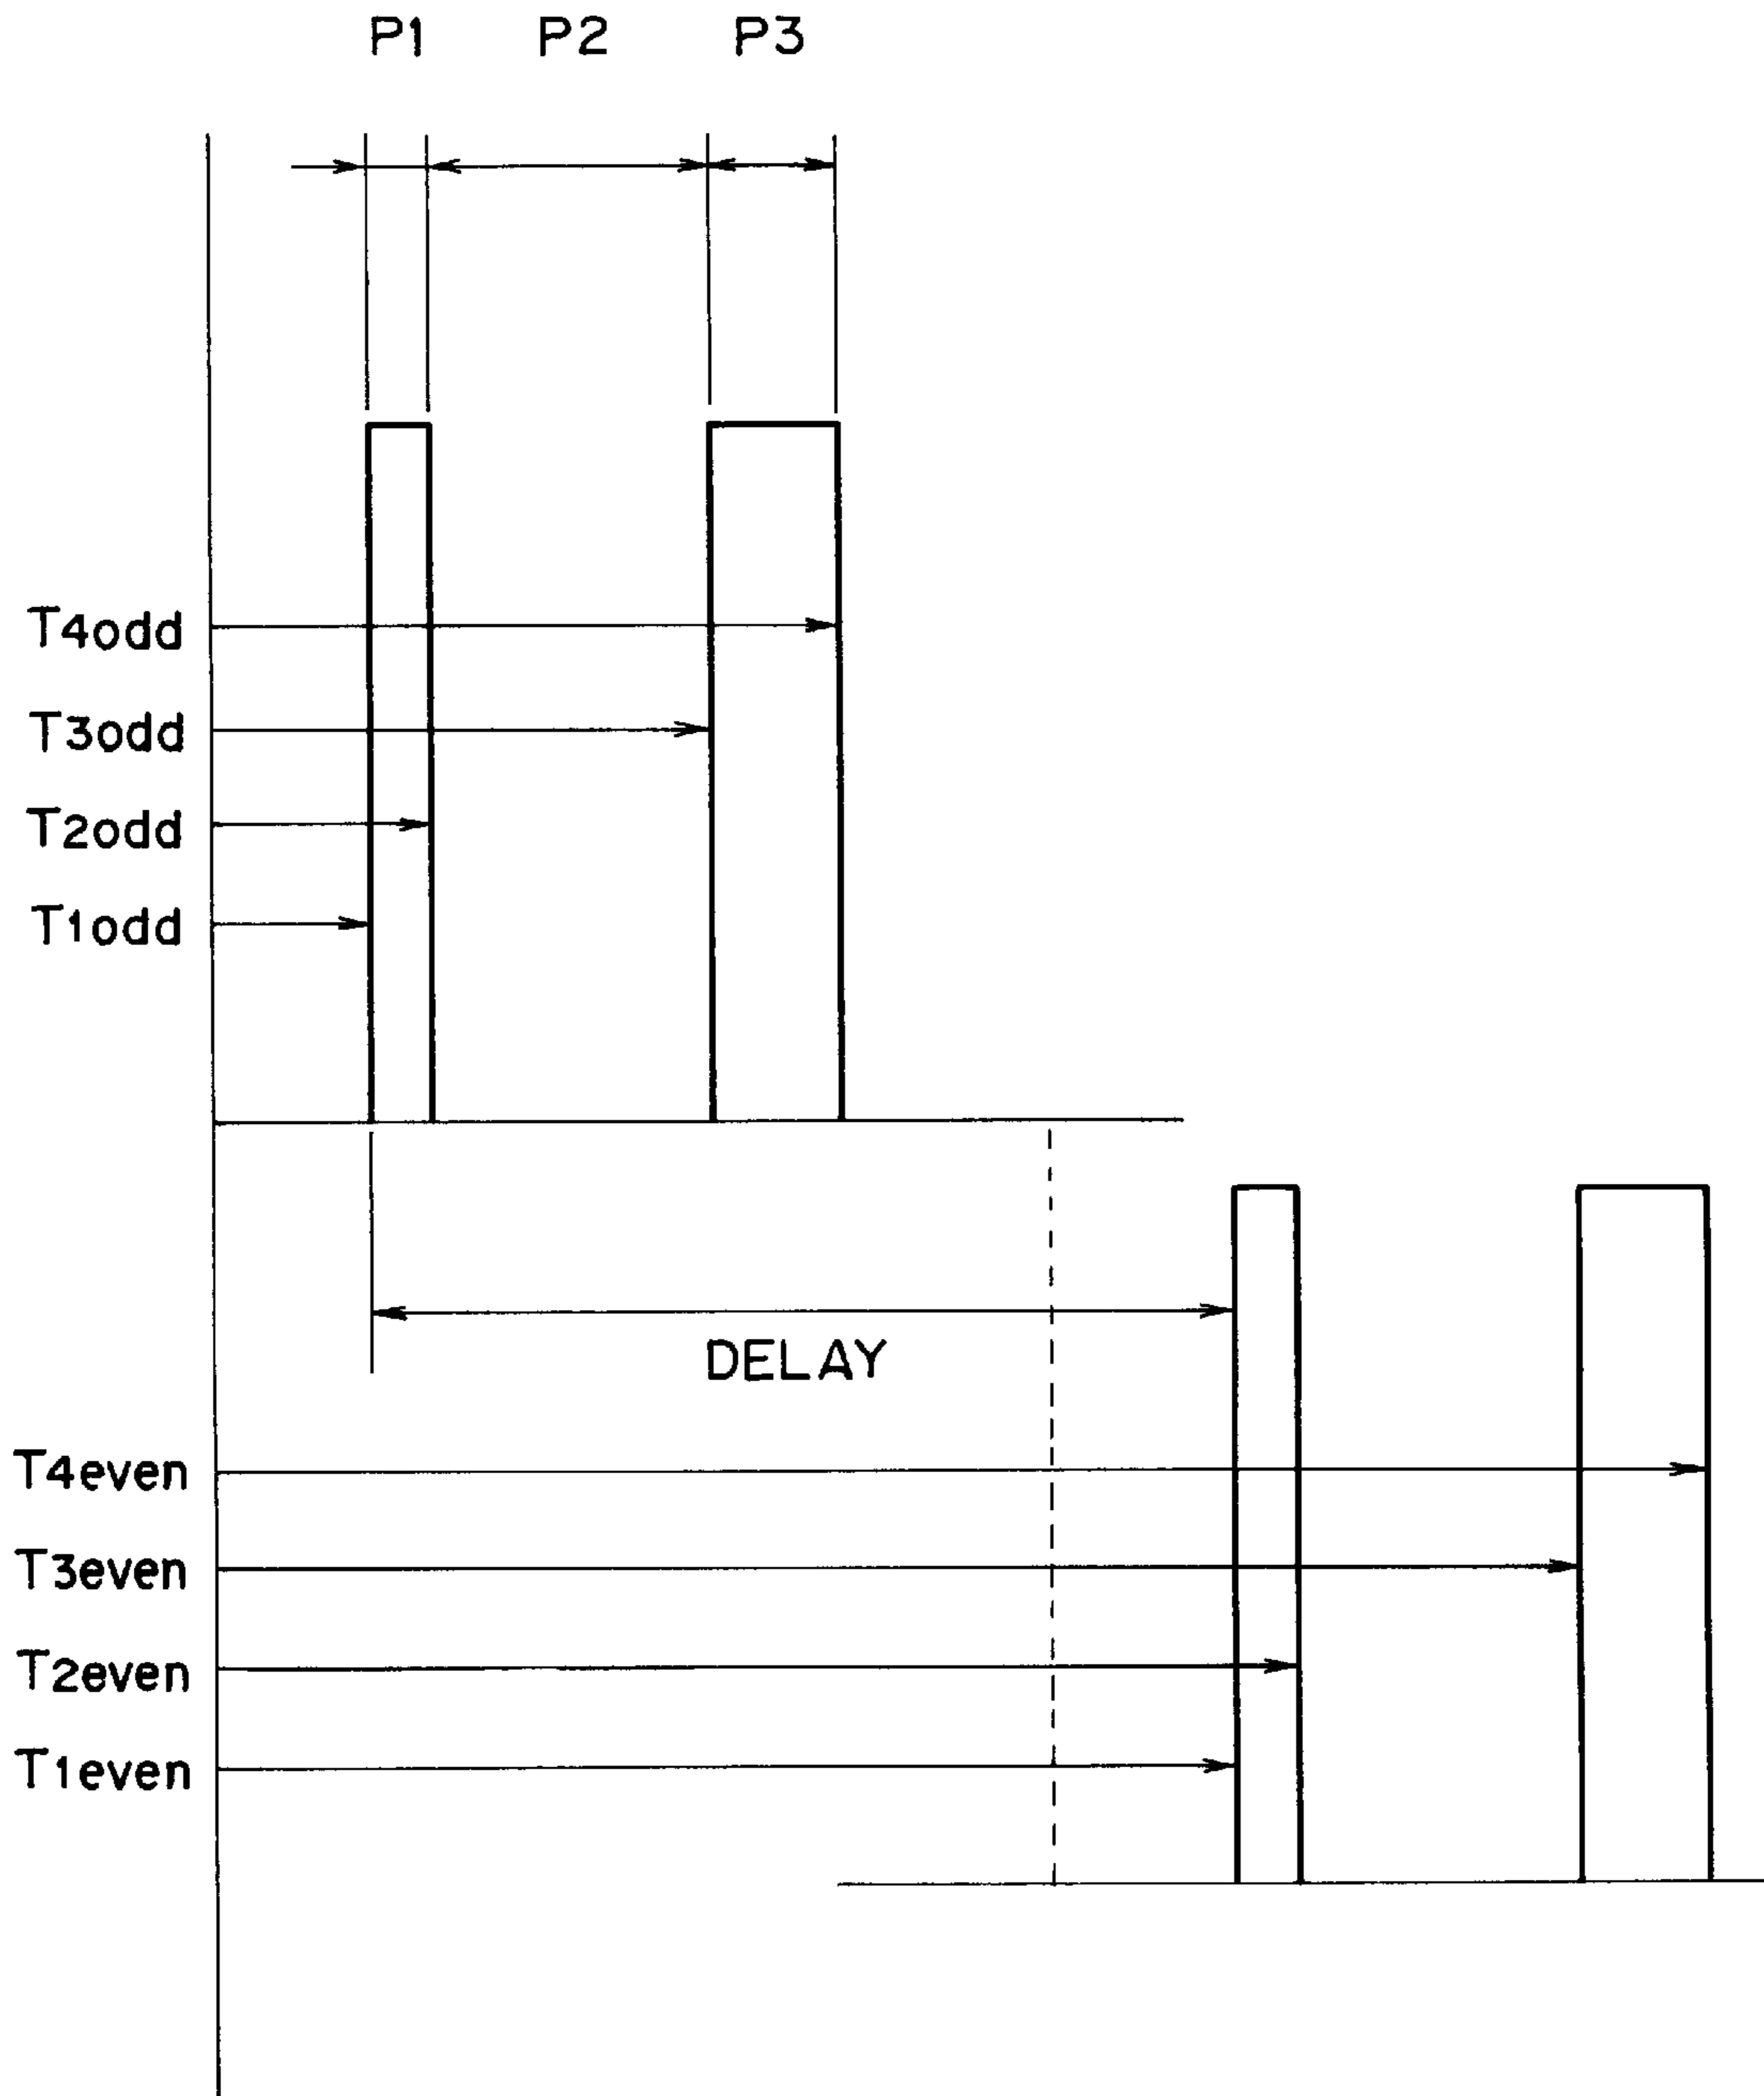 P1 P2 P3
T4odd
T3odd
T2odd
T1odd
DELAY
T4even
T3even
T2even
T1even